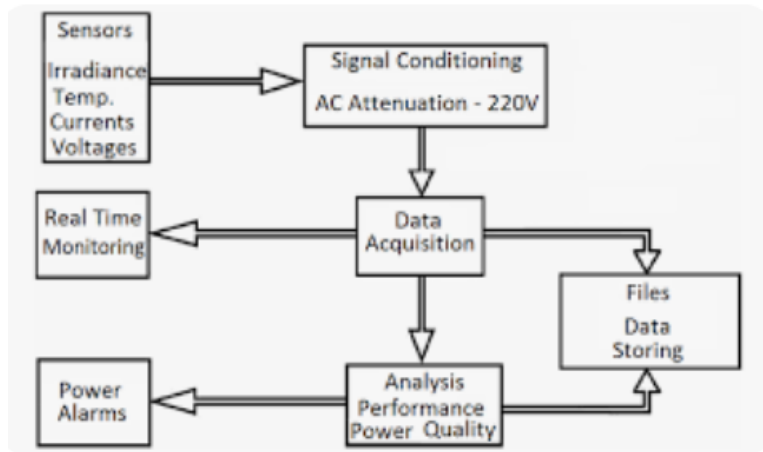 Sensors
Irradiance
Temp.
Currents
Voltages
Signal Conditioning
AC Attenuation - 220V
Real Time
Monitoring
Data
Acquisition
Files
Data
Storing
Power
Alarms
Analysis
Performance
Power Quality